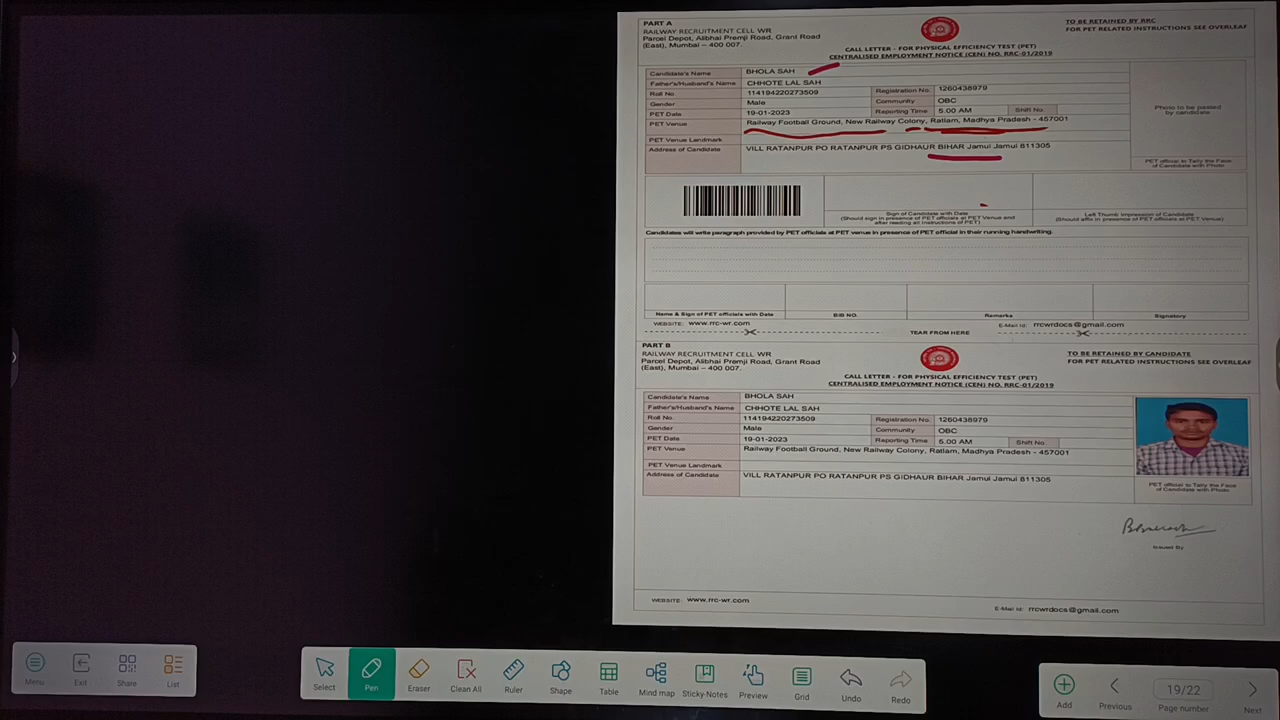 PART A
RAILWAY RECRUITMENT CELL WR
Parcel Depot, Alibhai Premji Road, Grant Road
(East), Mumbai – 400 007.
TO BE RETAINED BY RRC
FOR PET RELATED INSTRUCTIONS SEE OVERLEAF
CALL LETTER - FOR PHYSICAL EFFICIENCY TEST (PET)
CENTRALISED EMPLOYMENT NOTICE (CEN) NO. RRC-01/2019
Candidate's Name BHOLA SAH
Father's/Husband's Name CHHOTE LAL SAH
Roll No 114194220273509 Registration No. 1260438979
Gender Male Community OBC
PET Date 19-01-2023 Reporting Time 5.00 AM Shift No.
PET Venue Railway Football Ground, New Railway Colony, Ratlam, Madhya Pradesh - 457001
PET Venue Landmark
Address of Candidate VILL RATANPUR PO RATANPUR PS GIDHAUR BIHAR Jamui Jamui 811305
Photo to be pasted
by candidate
PET official to Tally the Face
of Candidate with Photo
Sign of Candidate with Date
(Should sign in presence of PET officials at PET Venue and
after reading all instructions of PET)
Left Thumb Impression of Candidate
(Should affix in presence of PET officials at PET Venue)
Candidates will write paragraph provided by PET officials at PET venue in presence of PET official in their running handwriting.
Name & Sign of PET officials with Date BIB NO. Remarks Signatory
WEBSITE: www.rrc-wr.com E-Mail Id: rrcwrdocs@gmail.com
TEAR FROM HERE
PART B
RAILWAY RECRUITMENT CELL WR
Parcel Depot, Alibhai Premji Road, Grant Road
(East), Mumbai – 400 007.
TO BE RETAINED BY CANDIDATE
FOR PET RELATED INSTRUCTIONS SEE OVERLEAF
CALL LETTER - FOR PHYSICAL EFFICIENCY TEST (PET)
CENTRALISED EMPLOYMENT NOTICE (CEN) NO. RRC-01/2019
Candidate's Name BHOLA SAH
Father's/Husband's Name CHHOTE LAL SAH
Roll No. 114194220273509 Registration No. 1260438979
Gender Male Community OBC
PET Date 19-01-2023 Reporting Time 5.00 AM Shift No.
PET Venue Railway Football Ground, New Railway Colony, Ratlam, Madhya Pradesh - 457001
PET Venue Landmark
Address of Candidate VILL RATANPUR PO RATANPUR PS GIDHAUR BIHAR Jamui Jamui 811305
PET official to Tally the Face
of Candidate with Photo
Issued By
WEBSITE: www.rrc-wr.com E-Mail Id: rrcwrdocs@gmail.com
Menu Exit Share List Select Pen Eraser Clean All Ruler Shape Table Mind map Sticky-Notes Preview Grid Undo Redo Add Previous 19/22 Page number Next